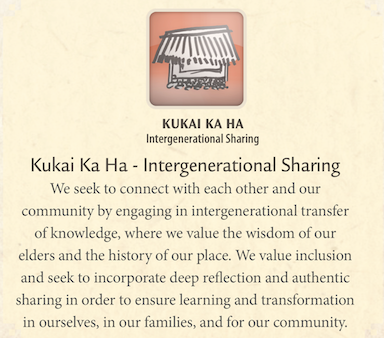 KUKAI KA HA
Intergenerational Sharing
Kukai Ka Ha - Intergenerational Sharing
We seek to connect with each other and our
community by engaging in intergenerational transfer
of knowledge, where we value the wisdom of our
elders and the history of our place. We value inclusion
and seek to incorporate deep reflection and authentic
sharing in order to ensure learning and transformation
in ourselves, in our families, and for our community.